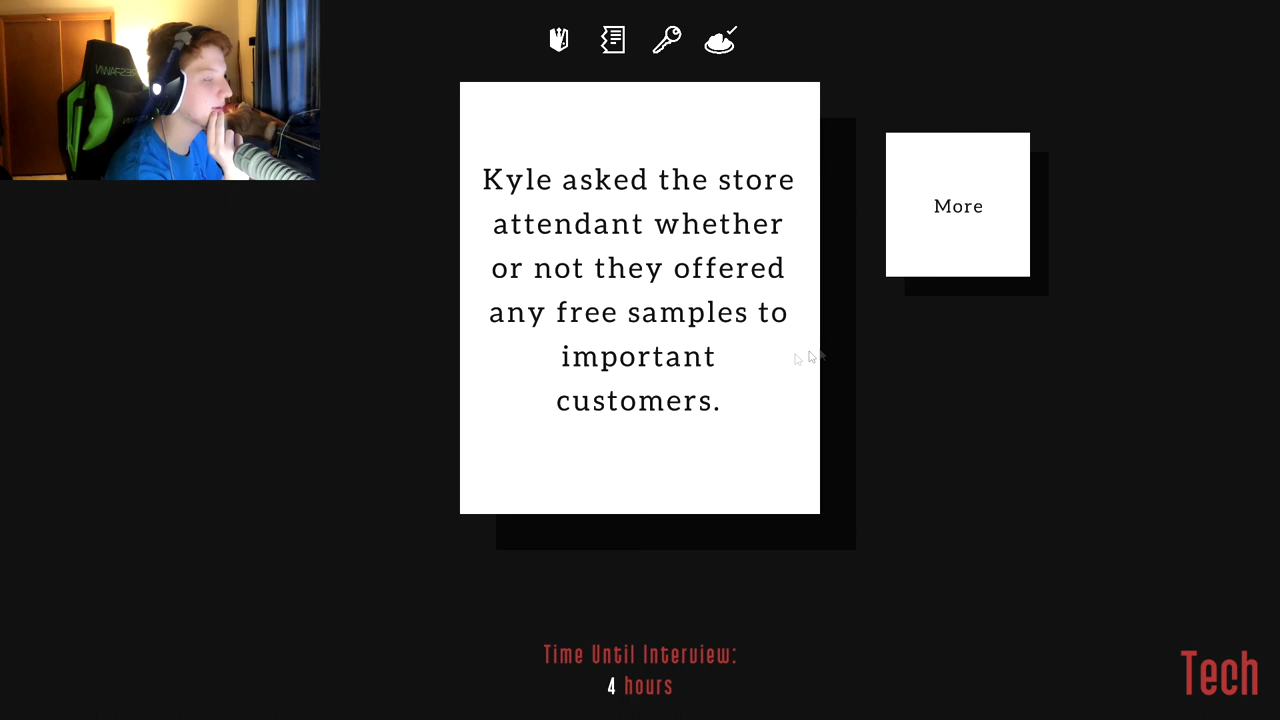 Kyle asked the store
attendant whether
or not they offered
any free samples to
important
customers.
More
Time Until Interview:
4 hours
Tech